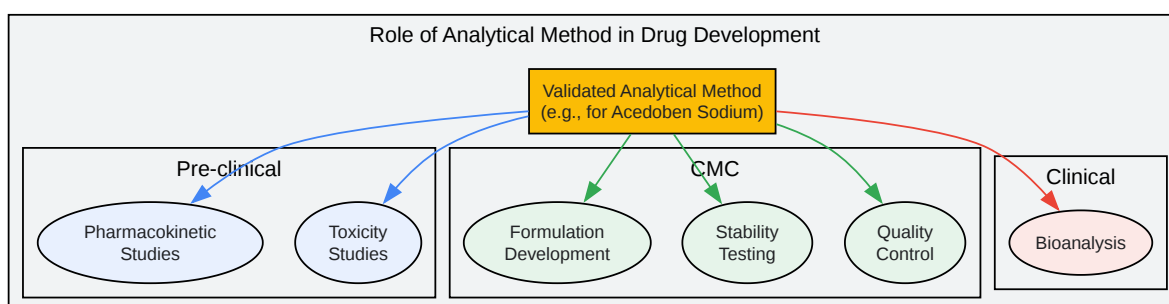 Role of Analytical Method in Drug Development
Validated Analytical Method
(e.g., for Acedoben Sodium)
Pre-clinical
CMC
Clinical
Pharmacokinetic
Studies
Toxicity
Studies
Formulation
Development
Stability
Testing
Quality
Control
Bioanalysis